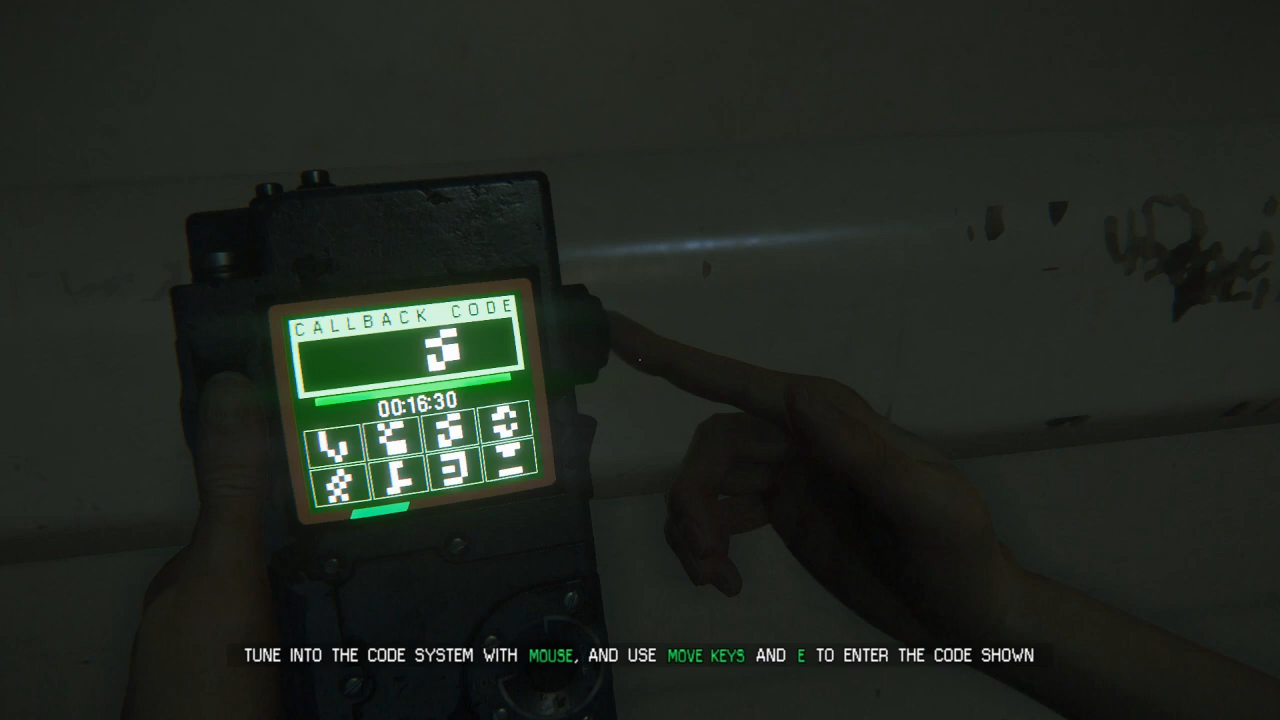 CALLBACK CODE
00:16:30
TUNE INTO THE CODE SYSTEM WITH MOUSE, AND USE MOVE KEYS AND E TO ENTER THE CODE SHOWN